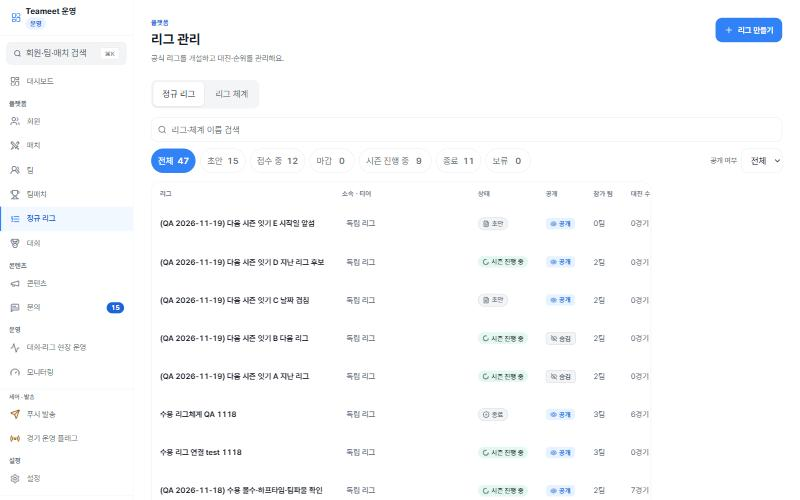 Teameet 운영
운영
회원·팀·매치 검색 ⌘K
대시보드
플랫폼
회원
매치
팀
팀매치
정규 리그
대회
콘텐츠
콘텐츠
문의 15
운영
대회·리그 현장 운영
모니터링
제어·발송
푸시 발송
경기 운영 플래그
설정
설정
플랫폼
리그 관리
공식 리그를 개설하고 대진·순위를 관리해요.
+ 리그 만들기
정규 리그 리그 체계
리그·체계 이름 검색
전체 47 초안 15 접수 중 12 마감 0 시즌 진행 중 9 종료 11 보류 0 공개 여부 전체
리그 소속·티어 상태 공개 참가 팀 대진 수
(QA 2026-11-19) 다음 시즌 잇기 E 시작일 앞섬 독립 리그 초안 공개 0팀 0경기
(QA 2026-11-19) 다음 시즌 잇기 D 지난 리그 후보 독립 리그 시즌 진행 중 공개 2팀 0경기
(QA 2026-11-19) 다음 시즌 잇기 C 날짜 겹침 독립 리그 초안 공개 2팀 0경기
(QA 2026-11-19) 다음 시즌 잇기 B 다음 리그 독립 리그 시즌 진행 중 숨김 2팀 0경기
(QA 2026-11-19) 다음 시즌 잇기 A 지난 리그 독립 리그 시즌 진행 중 숨김 2팀 0경기
수용 리그체계 QA 1118 독립 리그 종료 공개 3팀 6경기
수용 리그 연결 test 1118 독립 리그 시즌 진행 중 공개 3팀 0경기
(QA 2026-11-18) 수용 몰수·하프타임·팀파울 확인 독립 리그 시즌 진행 중 공개 2팀 7경기